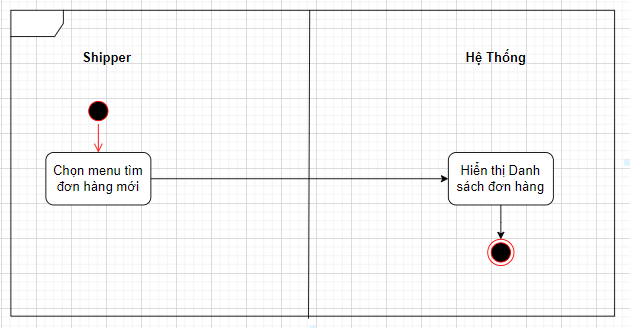 Shipper
Hệ Thống
Chọn menu tìm
đơn hàng mới
Hiển thị Danh
sách đơn hàng